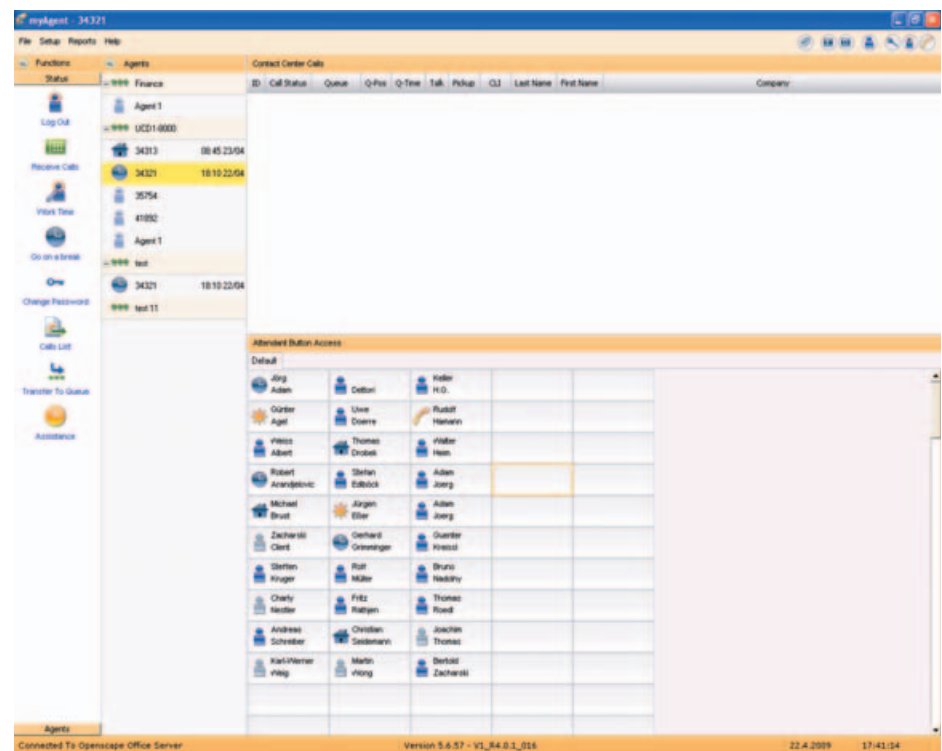 myAgent - 34321
File Setup Reports Help
Functions
Status
Log Out
Receive Calls
Work Time
Go on a break
Change Password
Calls List
Transfer To Queue
Assistance
Agents
Agents
Finance
Agent 1
UCD1-8000
34313 08:45 23/04
34321 18:10 22/04
35754
41892
Agent 1
test
34321 18:10 22/04
test 11
Contact Center Calls
ID Call Status Queue Q-Pos Q-Time Talk Pickup CLI Last Name First Name Company
Attendant Button Access
Default
Jörg Adam
Dettori
Keller H.O.
Günter Agel
Uwe Doerre
Rudolf Hamann
Weiss Albert
Thomas Drobek
Walter Heim
Robert Arandjelovic
Stefan Edlböck
Adam Joerg
Michael Brust
Jürgen Eller
Adam Joerg
Zacharski Client
Gerhard Grimminger
Guenter Kreissl
Steffen Kruger
Rolf Müller
Bruno Nadolny
Charly Nestler
Fritz Rathjen
Thomas Roedl
Andreas Schreiber
Christian Seidemann
Joachim Thomas
Karl-Werner Weig
Martin Wong
Bertold Zacharski
Connected To Openscape Office Server
Version 5.6.57 - V1_R4.0.1_016
22.4.2009 17:41:14